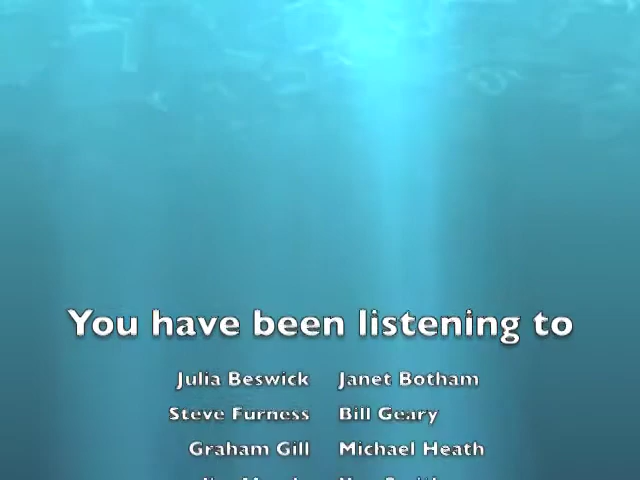 You have been listening to
Julia Beswick Janet Botham
Steve Furness Bill Geary
Graham Gill Michael Heath